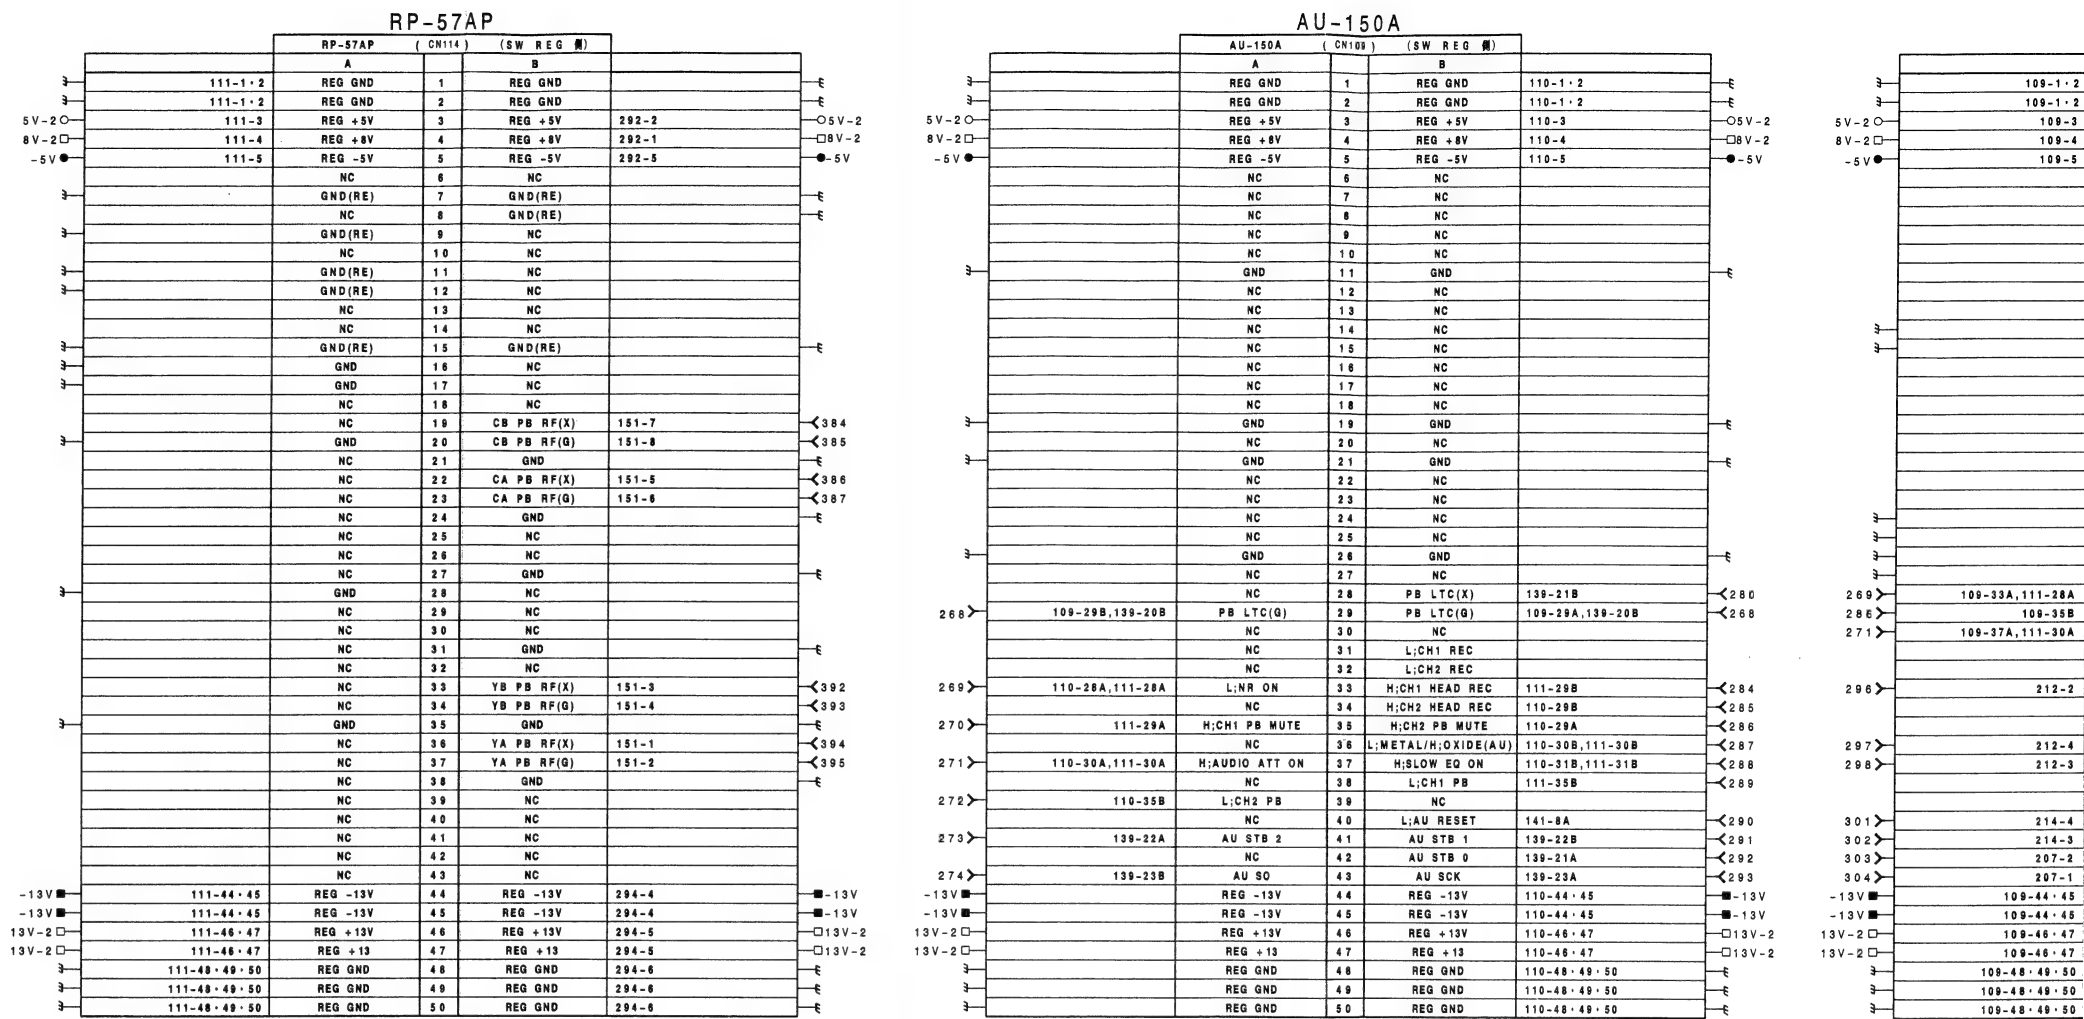 RP-57AP
RP-57AP ( CN114 ) (SW REG 側)
A B
111-1・2 REG GND 1 REG GND
111-1・2 REG GND 2 REG GND
5V-2 111-3 REG +5V 3 REG +5V 292-2 5V-2
8V-2 111-4 REG +8V 4 REG +8V 292-1 8V-2
-5V 111-5 REG -5V 5 REG -5V 292-5 -5V
NC 6 NC
GND(RE) 7 GND(RE)
NC 8 GND(RE)
GND(RE) 9 NC
NC 10 NC
GND(RE) 11 NC
GND(RE) 12 NC
NC 13 NC
NC 14 NC
GND(RE) 15 GND(RE)
GND 16 NC
GND 17 NC
NC 18 NC
NC 19 CB PB RF(X) 151-7 384
GND 20 CB PB RF(G) 151-8 385
NC 21 GND
NC 22 CA PB RF(X) 151-5 386
NC 23 CA PB RF(G) 151-6 387
NC 24 GND
NC 25 NC
NC 26 NC
NC 27 GND
GND 28 NC
NC 29 NC
NC 30 NC
NC 31 GND
NC 32 NC
NC 33 YB PB RF(X) 151-3 392
NC 34 YB PB RF(G) 151-4 393
GND 35 GND
NC 36 YA PB RF(X) 151-1 394
NC 37 YA PB RF(G) 151-2 395
NC 38 GND
NC 39 NC
NC 40 NC
NC 41 NC
NC 42 NC
NC 43 NC
-13V 111-44・45 REG -13V 44 REG -13V 294-4 -13V
-13V 111-44・45 REG -13V 45 REG -13V 294-4 -13V
13V-2 111-46・47 REG +13V 46 REG +13V 294-5 13V-2
13V-2 111-46・47 REG +13 47 REG +13 294-5 13V-2
111-48・49・50 REG GND 48 REG GND 294-6
111-48・49・50 REG GND 49 REG GND 294-6
111-48・49・50 REG GND 50 REG GND 294-6
AU-150A
AU-150A ( CN109 ) (SW REG 側)
A B
REG GND 1 REG GND 110-1・2
REG GND 2 REG GND 110-1・2
5V-2 REG +5V 3 REG +5V 110-3 5V-2
8V-2 REG +8V 4 REG +8V 110-4 8V-2
-5V REG -5V 5 REG -5V 110-5 -5V
NC 6 NC
NC 7 NC
NC 8 NC
NC 9 NC
NC 10 NC
GND 11 GND
NC 12 NC
NC 13 NC
NC 14 NC
NC 15 NC
NC 16 NC
NC 17 NC
NC 18 NC
GND 19 GND
NC 20 NC
GND 21 GND
NC 22 NC
NC 23 NC
NC 24 NC
NC 25 NC
GND 26 GND
NC 27 NC
NC 28 PB LTC(X) 139-21B 280
268 109-29B,139-20B PB LTC(G) 29 PB LTC(G) 109-29A,139-20B 268
NC 30 NC
NC 31 L;CH1 REC
NC 32 L;CH2 REC
269 110-28A,111-28A L;NR ON 33 H;CH1 HEAD REC 111-29B 284
NC 34 H;CH2 HEAD REC 110-29B 285
270 111-29A H;CH1 PB MUTE 35 H;CH2 PB MUTE 110-29A 286
NC 36 L;METAL/H;OXIDE(AU) 110-30B,111-30B 287
271 110-30A,111-30A H;AUDIO ATT ON 37 H;SLOW EQ ON 110-31B,111-31B 288
NC 38 L;CH1 PB 111-35B 289
272 110-35B L;CH2 PB 39 NC
NC 40 L;AU RESET 141-8A 290
273 139-22A AU STB 2 41 AU STB 1 139-22B 291
NC 42 AU STB 0 139-21A 292
274 139-23B AU SO 43 AU SCK 139-23A 293
-13V REG -13V 44 REG -13V 110-44・45 -13V
-13V REG -13V 45 REG -13V 110-44・45 -13V
13V-2 REG +13V 46 REG +13V 110-46・47 13V-2
13V-2 REG +13 47 REG +13 110-46・47 13V-2
REG GND 48 REG GND 110-48・49・50
REG GND 49 REG GND 110-48・49・50
REG GND 50 REG GND 110-48・49・50
109-1・2
109-1・2
5V-2 109-3
8V-2 109-4
-5V 109-5
269 109-33A,111-28A
286 109-35B
271 109-37A,111-30A
296 212-2
297 212-4
298 212-3
301 214-4
302 214-3
303 207-2
304 207-1
-13V 109-44・45
-13V 109-44・45
13V-2 109-46・47
13V-2 109-46・47
109-48・49・50
109-48・49・50
109-48・49・50